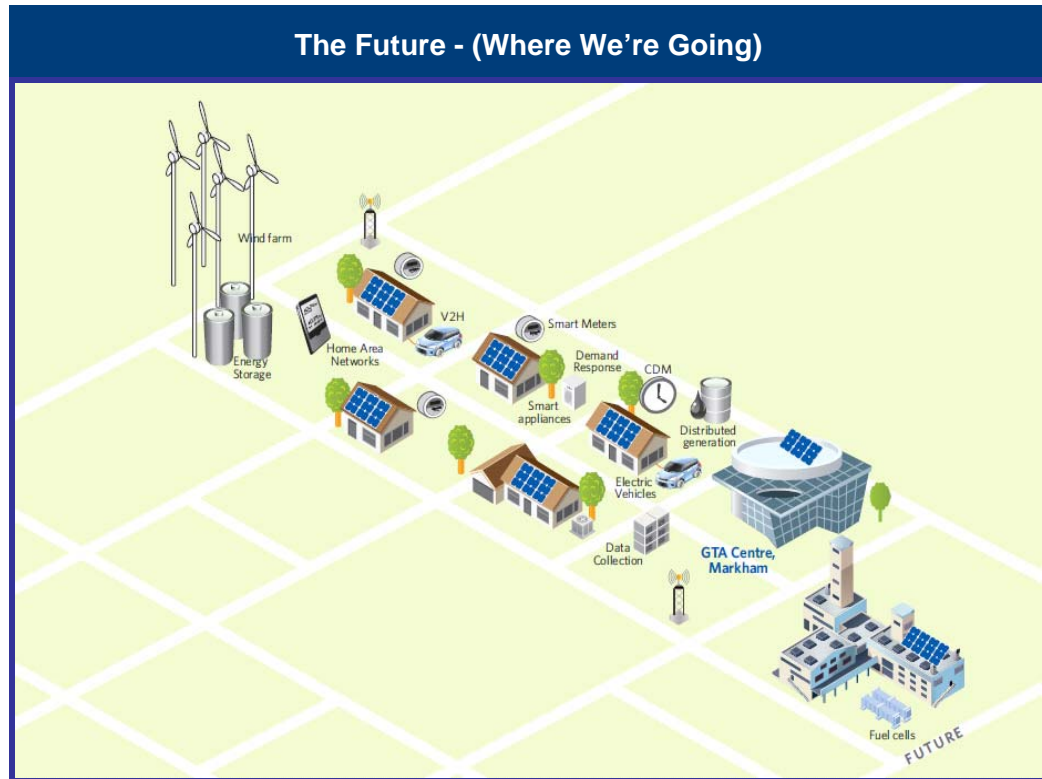 The Future - (Where We're Going)
Wind farm
V2H
Smart Meters
Home Area
Networks
Energy
Storage
Demand
Response
CDM
Smart
appliances
Distributed
generation
Electric
Vehicles
Data
Collection
GTA Centre,
Markham
Fuel cells
FUTURE